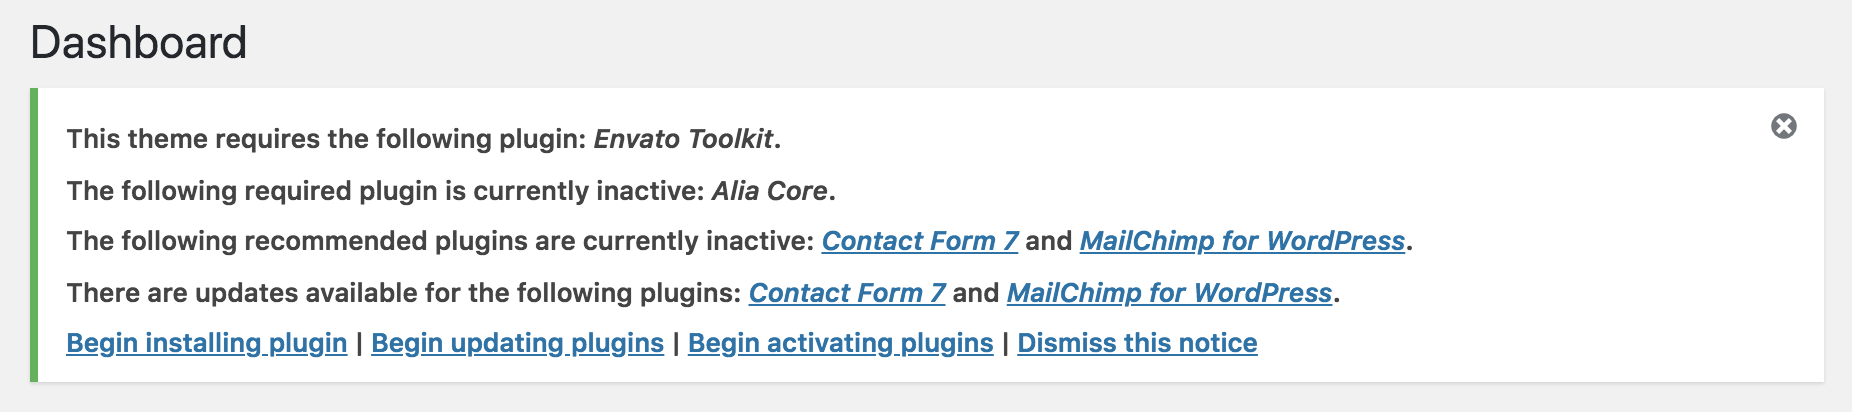 Dashboard
This theme requires the following plugin: Envato Toolkit.
The following required plugin is currently inactive: Alia Core.
The following recommended plugins are currently inactive: Contact Form 7 and MailChimp for WordPress.
There are updates available for the following plugins: Contact Form 7 and MailChimp for WordPress.
Begin installing plugin | Begin updating plugins | Begin activating plugins | Dismiss this notice